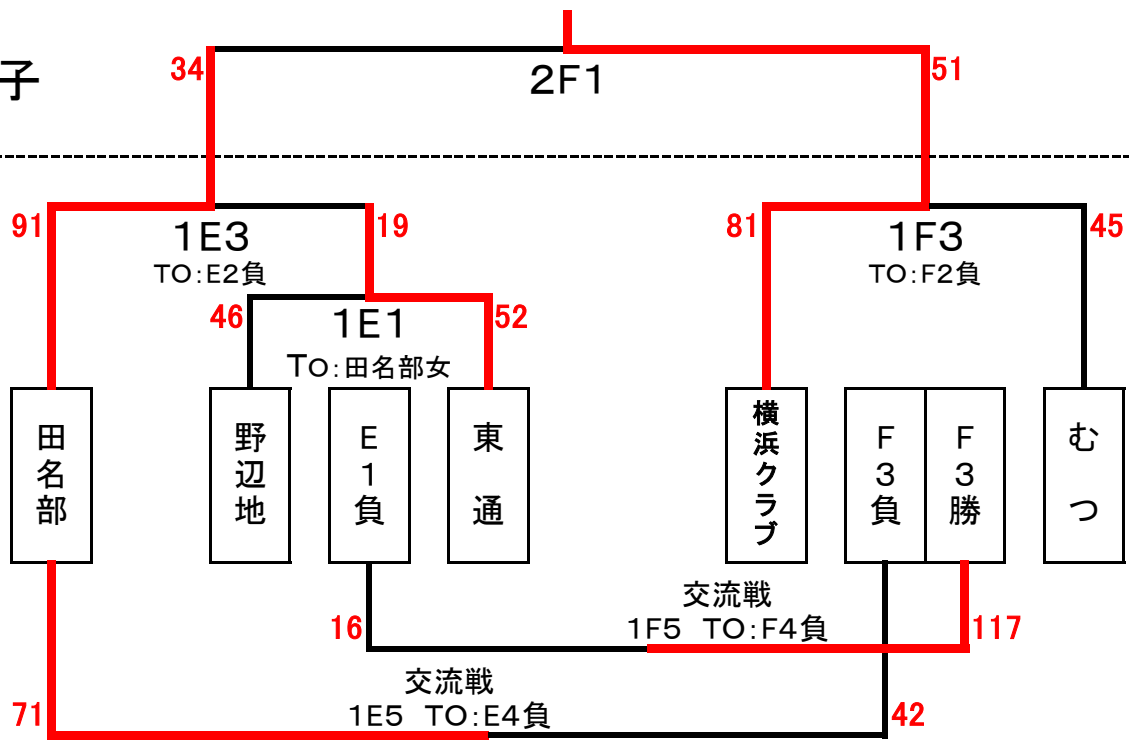 子
34
2F1
51
91
1E3
19
TO:E2負
81
1F3
45
TO:F2負
46
1E1
52
TO:田名部女
田名部
野辺地
E1負
東通
横浜クラブ
F3負
F3勝
むつ
交流戦
16
1F5 TO:F4負
117
交流戦
71
1E5 TO:E4負
42